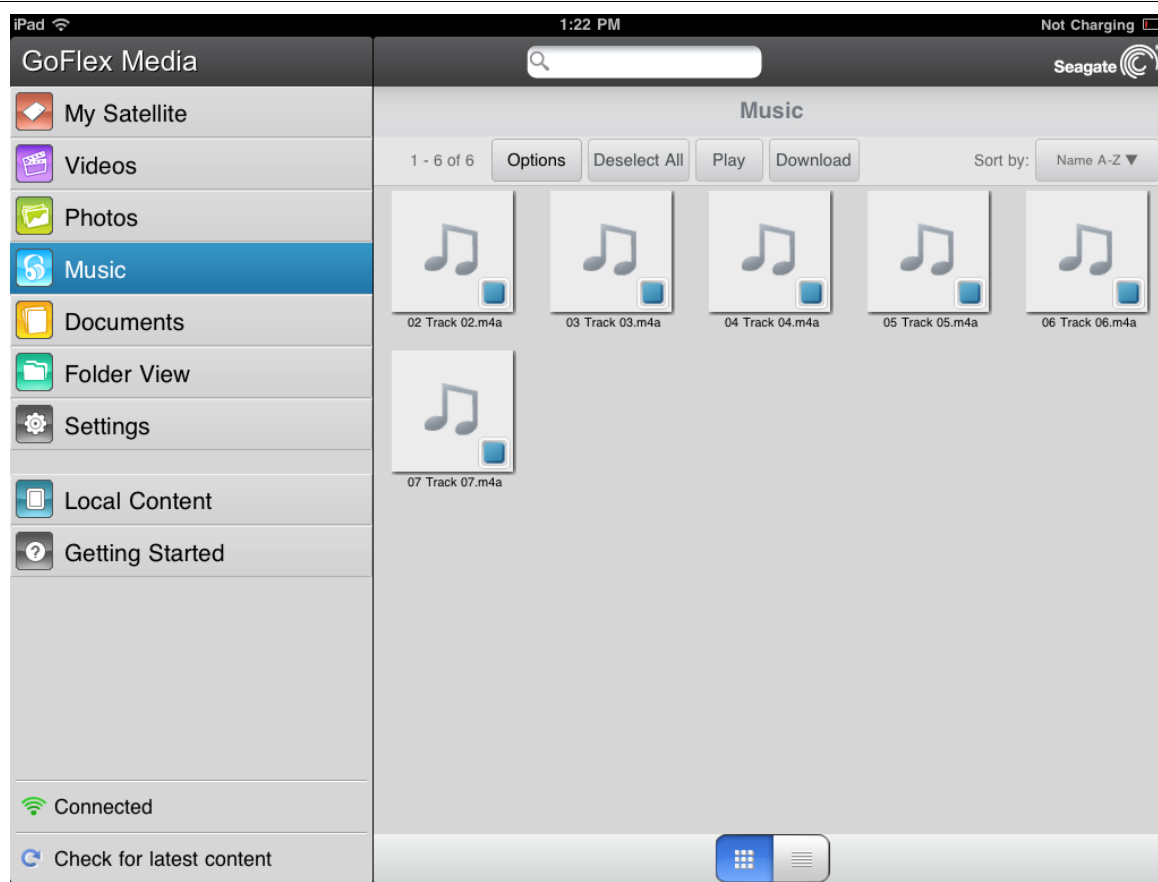 iPad 1:22 PM Not Charging
GoFlex Media Seagate
My Satellite
Videos
Photos
Music
Documents
Folder View
Settings
Local Content
Getting Started
Connected
Check for latest content
Music
1 - 6 of 6 Options Deselect All Play Download Sort by: Name A-Z ▼
02 Track 02.m4a 03 Track 03.m4a 04 Track 04.m4a 05 Track 05.m4a 06 Track 06.m4a
07 Track 07.m4a